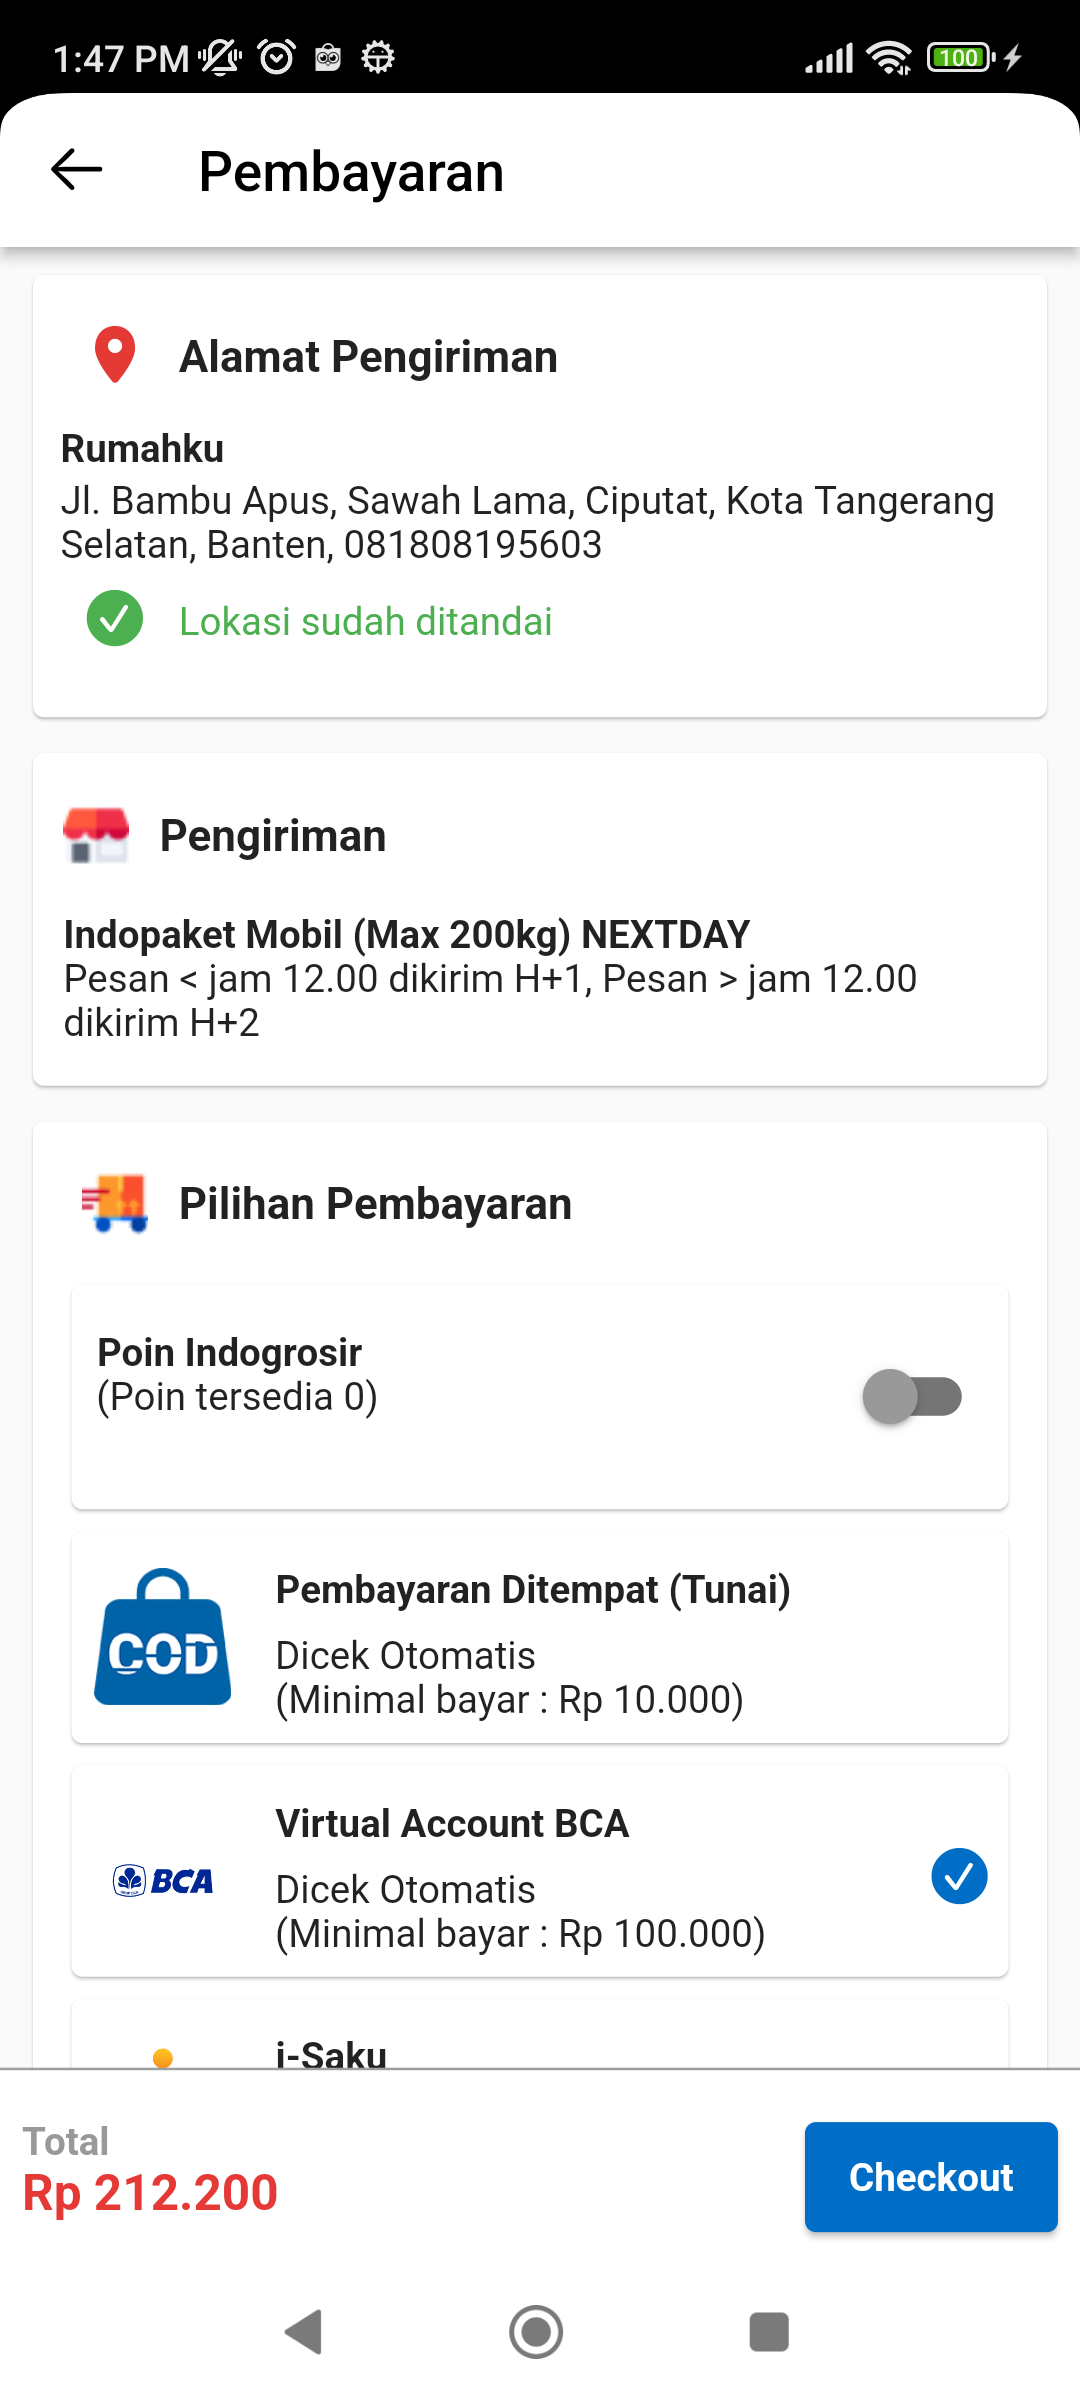 1:47 PM
100
Pembayaran
Alamat Pengiriman
Rumahku
Jl. Bambu Apus, Sawah Lama, Ciputat, Kota Tangerang
Selatan, Banten, 081808195603
Lokasi sudah ditandai
Pengiriman
Indopaket Mobil (Max 200kg) NEXTDAY
Pesan < jam 12.00 dikirim H+1, Pesan > jam 12.00
dikirim H+2
Pilihan Pembayaran
Poin Indogrosir
(Poin tersedia 0)
COD
Pembayaran Ditempat (Tunai)
Dicek Otomatis
(Minimal bayar : Rp 10.000)
BCA
Virtual Account BCA
Dicek Otomatis
(Minimal bayar : Rp 100.000)
i-Saku
Total
Rp 212.200
Checkout